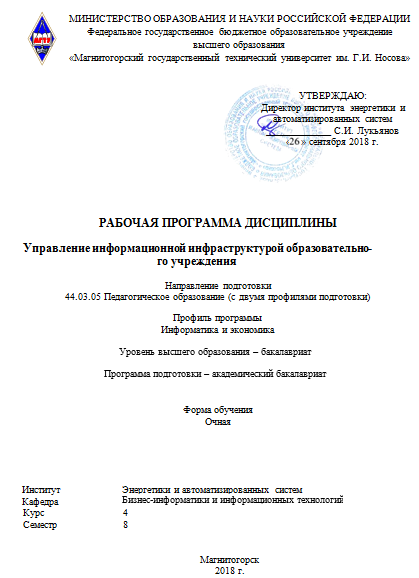 МИНИСТЕРСТВО ОБРАЗОВАНИЯ И НАУКИ РОССИЙСКОЙ ФЕДЕРАЦИИ
Федеральное государственное бюджетное образовательное учреждение
высшего образования
«Магнитогорский государственный технический университет им. Г.И. Носова»
МГТУ
УТВЕРЖДАЮ:
Директор института энергетики и
автоматизированных систем
С.И. Лукьянов
«26 » сентября 2018 г.
РАБОЧАЯ ПРОГРАММА ДИСЦИПЛИНЫ
Управление информационной инфраструктурой образовательно-
го учреждения
Направление подготовки
44.03.05 Педагогическое образование (с двумя профилями подготовки)
Профиль программы
Информатика и экономика
Уровень высшего образования – бакалавриат
Программа подготовки – академический бакалавриат
Форма обучения
Очная
Институт Энергетики и автоматизированных систем
Кафедра Бизнес-информатики и информационных технологий
Курс 4
Семестр 8
Магнитогорск
2018 г.